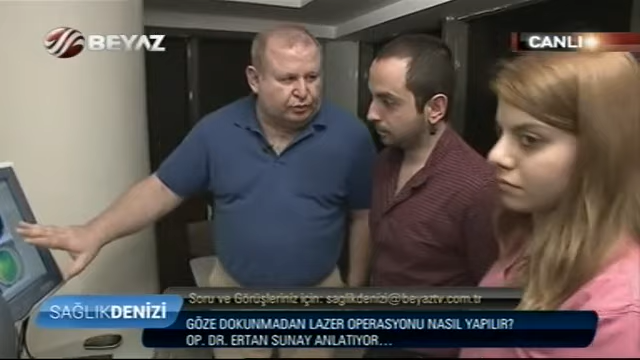 BEYAZ
CANLI
Soru ve Görüşleriniz için: saglikdenizi@beyaztv.com.tr
SAĞLIKDENİZİ
GÖZE DOKUNMADAN LAZER OPERASYONU NASIL YAPILIR?
OP. DR. ERTAN SUNAY ANLATIYOR...